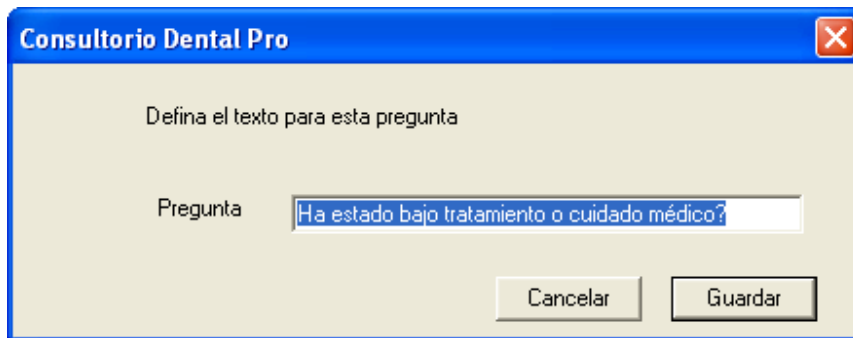 Consultorio Dental Pro
Defina el texto para esta pregunta
Pregunta Ha estado bajo tratamiento o cuidado médico?
Cancelar Guardar